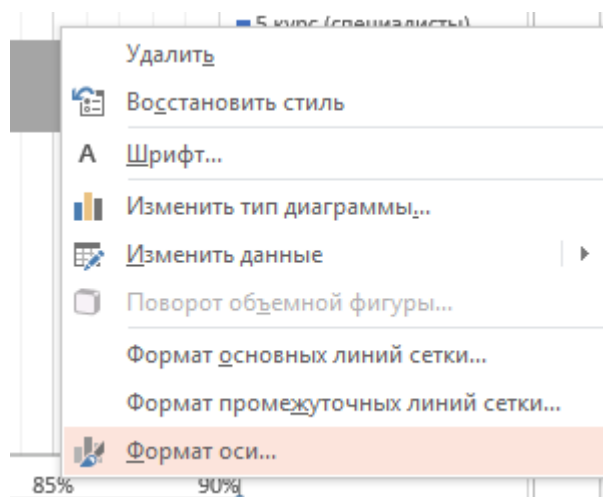 5 курс (специалисты)
Удалить
Восстановить стиль
А Шрифт...
Изменить тип диаграммы...
Изменить данные
Поворот объемной фигуры...
Формат основных линий сетки...
Формат промежуточных линий сетки...
Формат оси...
85% 90%